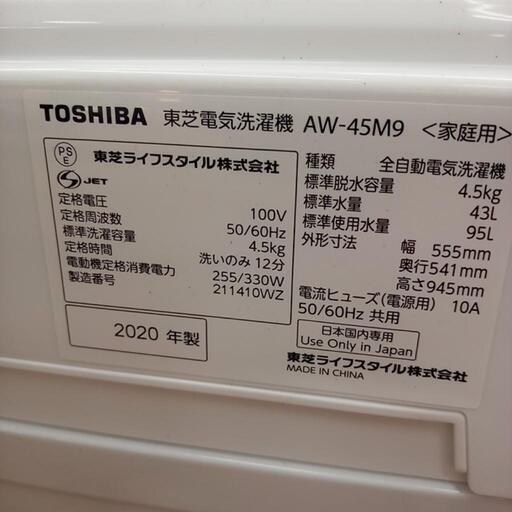 TOSHIBA 東芝電気洗濯機 AW-45M9 <家庭用>
PS
E
東芝ライフスタイル株式会社
S JET
定格電圧 100V
定格周波数 50/60Hz
標準洗濯容量 4.5kg
定格時間 洗いのみ 12分
電動機定格消費電力 255/330W
製造番号 211410WZ
2020 年製
種類 全自動電気洗濯機
標準脱水容量 4.5kg
標準水量 43L
標準使用水量 95L
外形寸法 幅 555mm
奥行541mm
高さ945mm
電流ヒューズ(電源用) 10A
50/60Hz 共用
日本国内専用
Use Only in Japan
東芝ライフスタイル株式会社
MADE IN CHINA